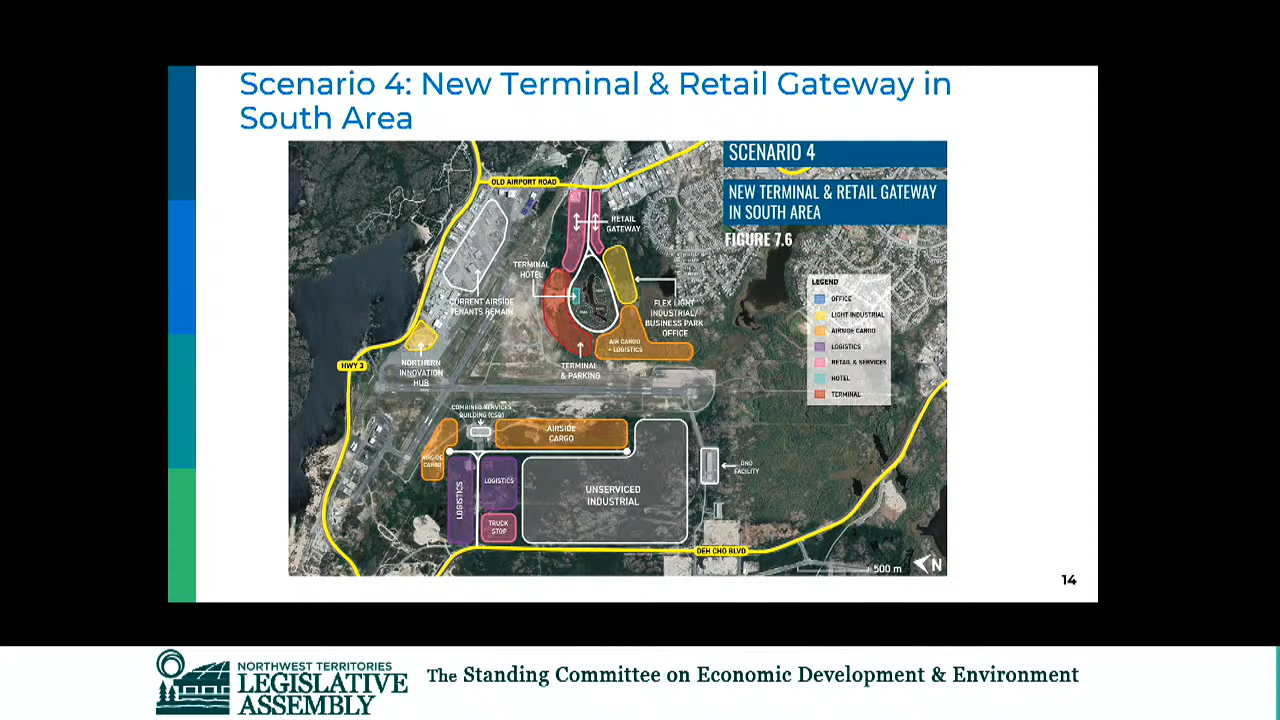 Scenario 4: New Terminal & Retail Gateway in
South Area
SCENARIO 4
NEW TERMINAL & RETAIL GATEWAY
IN SOUTH AREA
FIGURE 7.6
OLD AIRPORT ROAD
RETAIL
GATEWAY
TERMINAL
HOTEL
CURRENT AIRSIDE
TENANTS REMAIN
FLEX LIGHT
INDUSTRIAL/
BUSINESS PARK
OFFICE
AIR CARGO
+ LOGISTICS
TERMINAL
& PARKING
HWY 3
NORTHERN
INNOVATION
HUB
LEGEND
OFFICE
LIGHT INDUSTRIAL
AIRSIDE CARGO
LOGISTICS
RETAIL & SERVICES
HOTEL
TERMINAL
COMBINED SERVICES
BUILDING (CSB)
AIRSIDE
CARGO
AIRSIDE
CARGO
LOGISTICS
LOGISTICS
TRUCK
STOP
UNSERVICED
INDUSTRIAL
DND
FACILITY
DEH CHO BLVD
500 m
N
14
NORTHWEST TERRITORIES
LEGISLATIVE
ASSEMBLY
The Standing Committee on Economic Development & Environment